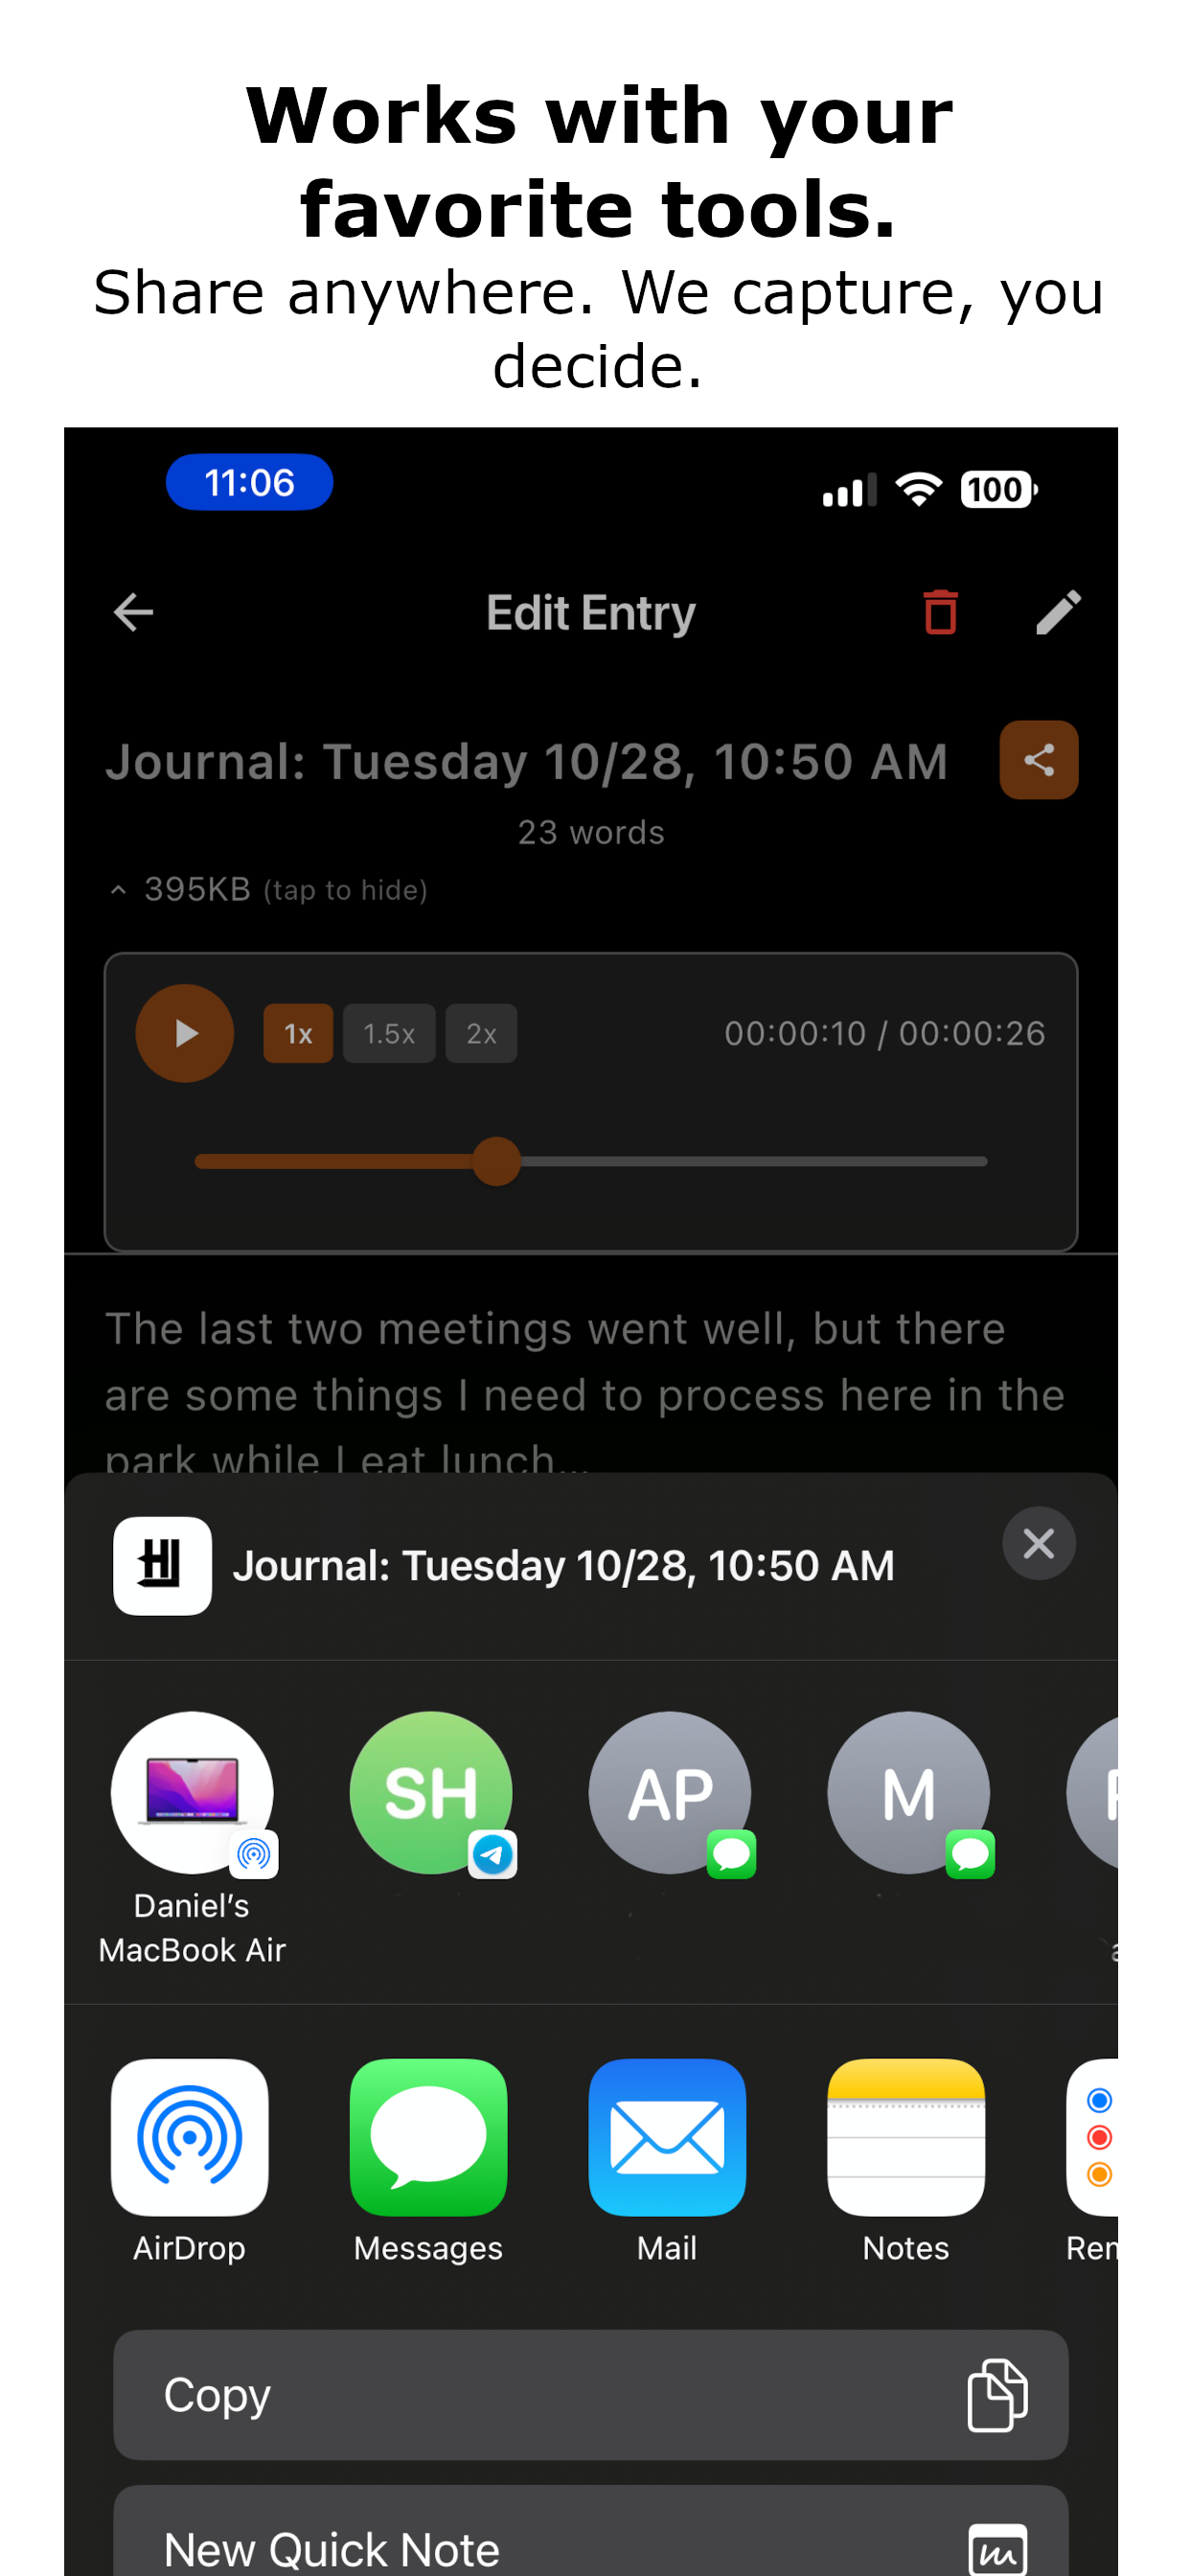 Works with your
favorite tools.
Share anywhere. We capture, you
decide.
11:06
100
Edit Entry
Journal: Tuesday 10/28, 10:50 AM
23 words
395KB (tap to hide)
1x 1.5x 2x 00:00:10 / 00:00:26
The last two meetings went well, but there
are some things I need to process here in the
park while I eat lunch...
Journal: Tuesday 10/28, 10:50 AM
SH AP M
Daniel’s
MacBook Air
AirDrop Messages Mail Notes
Copy
New Quick Note